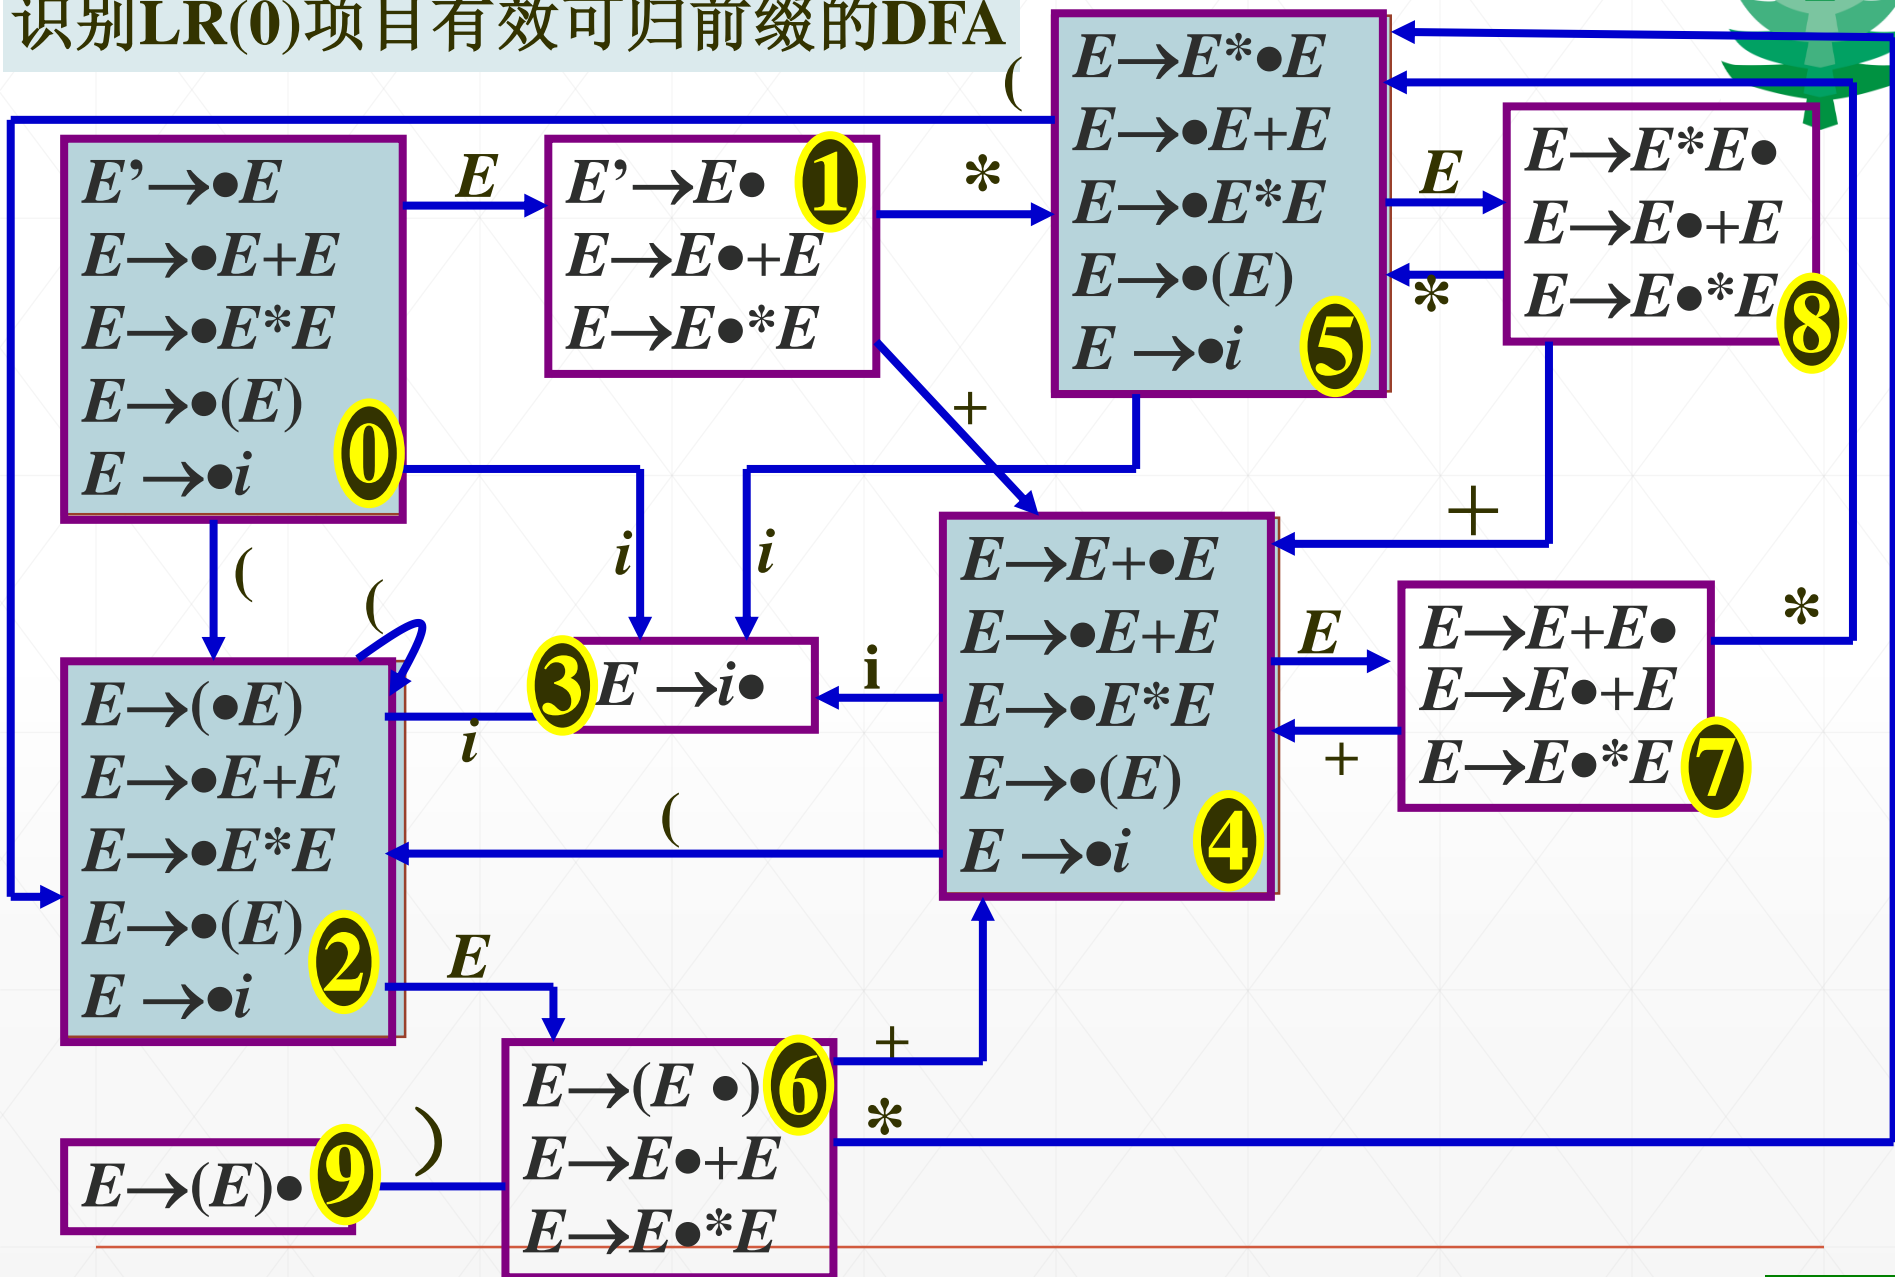 识别LR(0)项目有效可归前缀的DFA
E’→●E
E→●E+E
E→●E*E
E→●(E)
E →●i
0
E
E’→E●
E→E●+E
E→E●*E
1
*
+
(
E→E*●E
E→●E+E
E→●E*E
E→●(E)
E →●i
5
E
*
E→E*E●
E→E●+E
E→E●*E
8
+
(
(
i
i
E→(●E)
E→●E+E
E→●E*E
E→●(E)
E →●i
2
i
3
E →i●
i
(
E→E+●E
E→●E+E
E→●E*E
E→●(E)
E →●i
4
E
+
E→E+E●
E→E●+E
E→E●*E
7
*
E
E→(E ●)
E→E●+E
E→E●*E
6
+
*
)
E→(E)●
9